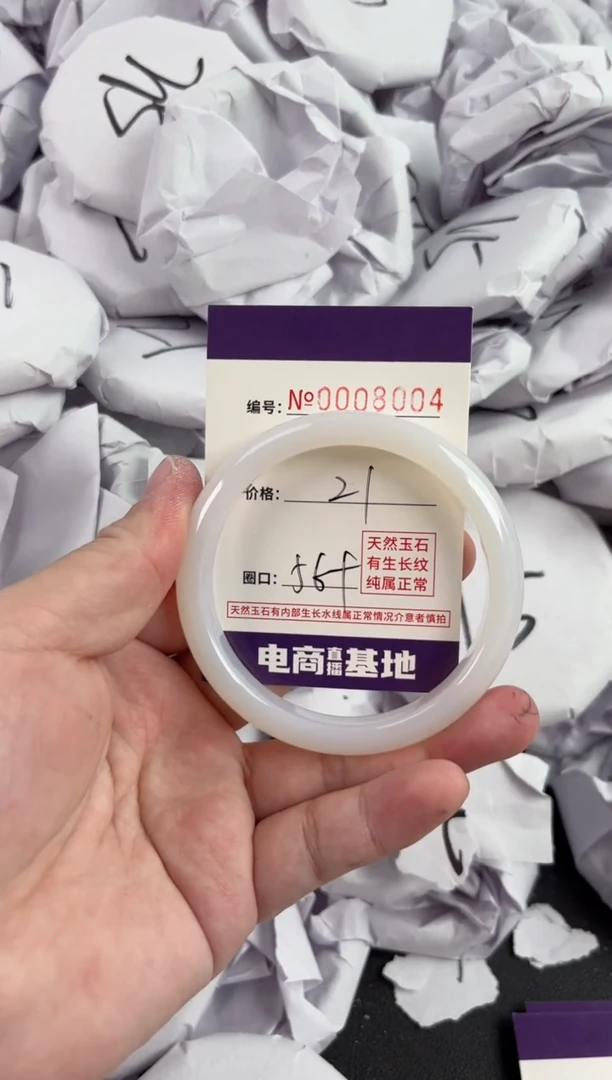 编号: №0008004
价格: 21
圈口: 56
天然玉石
有生长纹
纯属正常
天然玉石有内部生长水线属正常情况介意者慎拍
电商直播基地